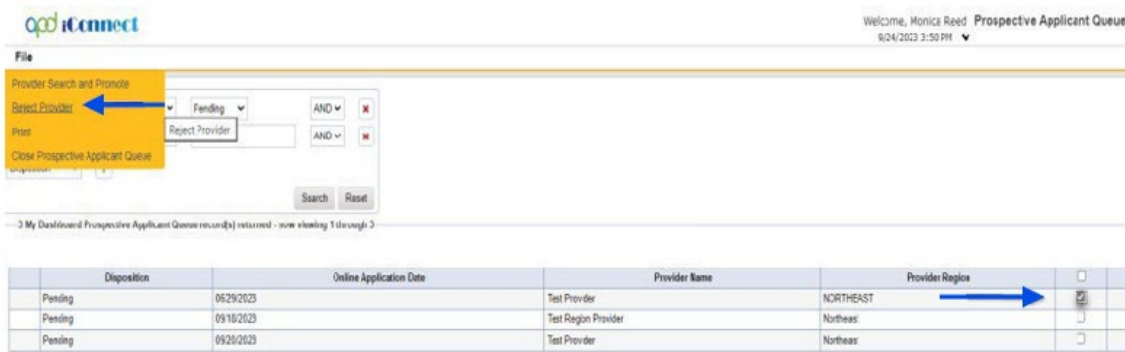 apd iConnect
Welcome, Monica Reed Prospective Applicant Queue
9/24/2023 3:50 PM
File
Provider Search and Promote
Reject Provider
Pending AND
Print
Reject Provider AND
Close Prospective Applicant Queue
Disposition
Search Reset
3 My Dashboard Prospective Applicant Queue record(s) returned - now viewing 1 through 3
Disposition Online Application Date Provider Name Provider Region
Pending 06/29/2023 Test Provider NORTHEAST
Pending 09/18/2023 Test Region Provider Northeast
Pending 09/20/2023 Test Provider Northeast